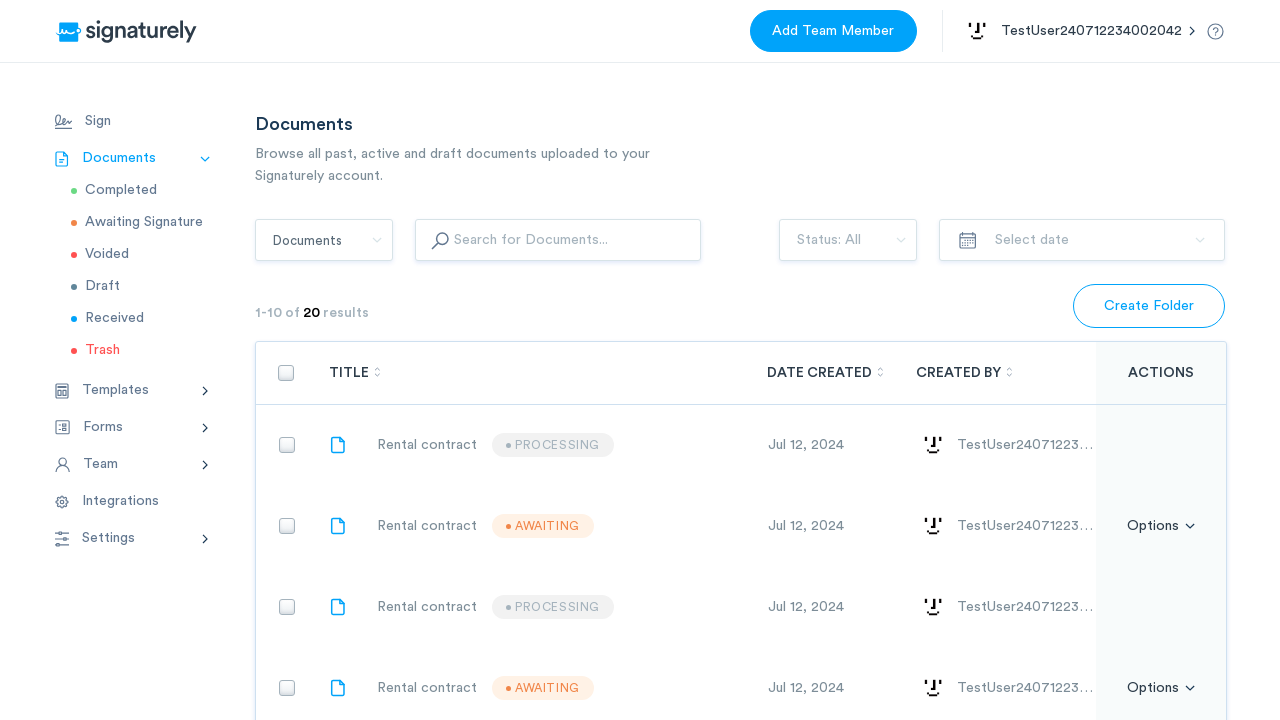 signaturely
Add Team Member
TestUser240712234002042
Sign
Documents
Completed
Awaiting Signature
Voided
Draft
Received
Trash
Templates
Forms
Team
Integrations
Settings
Documents
Browse all past, active and draft documents uploaded to your
Signaturely account.
Documents
Search for Documents...
Status: All
Select date
1-10 of 20 results
Create Folder
TITLE DATE CREATED CREATED BY ACTIONS
Rental contract PROCESSING Jul 12, 2024 TestUser24071223...
Rental contract AWAITING Jul 12, 2024 TestUser24071223... Options
Rental contract PROCESSING Jul 12, 2024 TestUser24071223...
Rental contract AWAITING Jul 12, 2024 TestUser24071223... Options